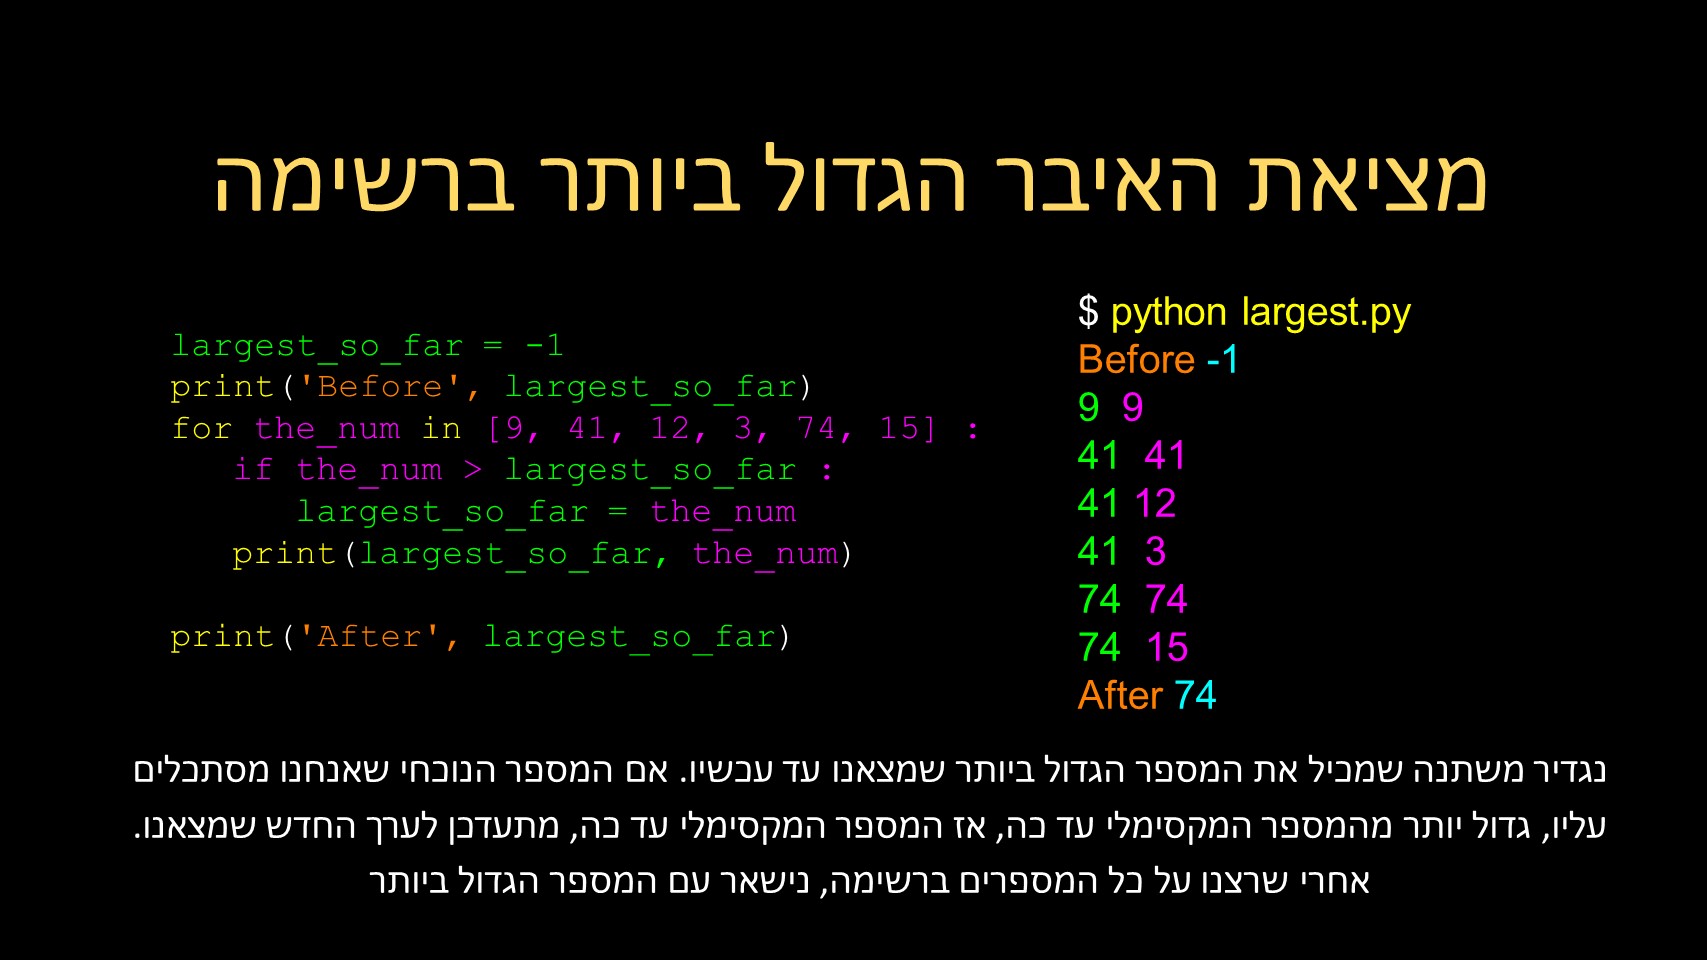 מציאת האיבר הגדול ביותר ברשימה
largest_so_far = -1
print('Before', largest_so_far)
for the_num in [9, 41, 12, 3, 74, 15] :
   if the_num > largest_so_far :
      largest_so_far = the_num
   print(largest_so_far, the_num)
print('After', largest_so_far)
$ python largest.py
Before -1
9 9
41 41
41 12
41 3
74 74
74 15
After 74
נגדיר משתנה שמכיל את המספר הגדול ביותר שמצאנו עד עכשיו. אם המספר הנוכחי שאנחנו מסתכלים
עליו, גדול יותר מהמספר המקסימלי עד כה, אז המספר המקסימלי עד כה, מתעדכן לערך החדש שמצאנו.
אחרי שרצנו על כל המספרים ברשימה, נישאר עם המספר הגדול ביותר